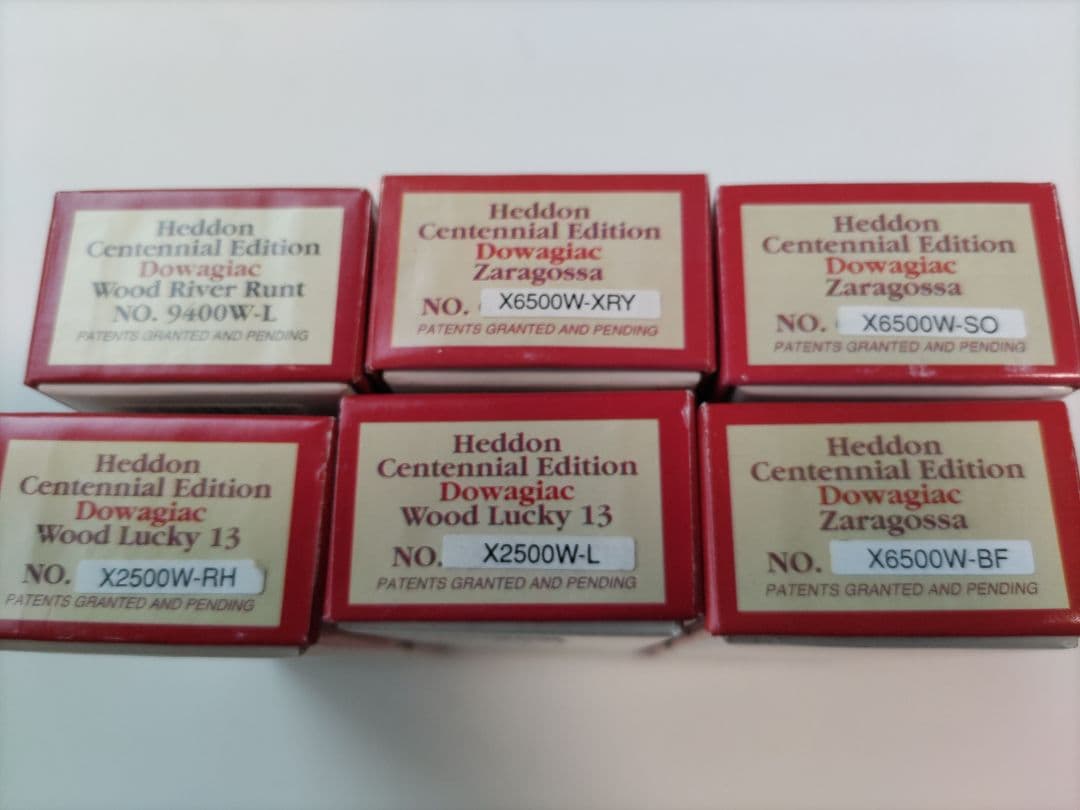 Heddon
Centennial Edition
Dowagiac
Wood River Runt
NO. 9400W-L
PATENTS GRANTED AND PENDING
Heddon
Centennial Edition
Dowagiac
Zaragossa
NO. X6500W-XRY
PATENTS GRANTED AND PENDING
Heddon
Centennial Edition
Dowagiac
Zaragossa
NO. X6500W-SO
PATENTS GRANTED AND PENDING
Heddon
Centennial Edition
Dowagiac
Wood Lucky 13
NO. X2500W-RH
PATENTS GRANTED AND PENDING
Heddon
Centennial Edition
Dowagiac
Wood Lucky 13
NO. X2500W-L
PATENTS GRANTED AND PENDING
Heddon
Centennial Edition
Dowagiac
Zaragossa
NO. X6500W-BF
PATENTS GRANTED AND PENDING